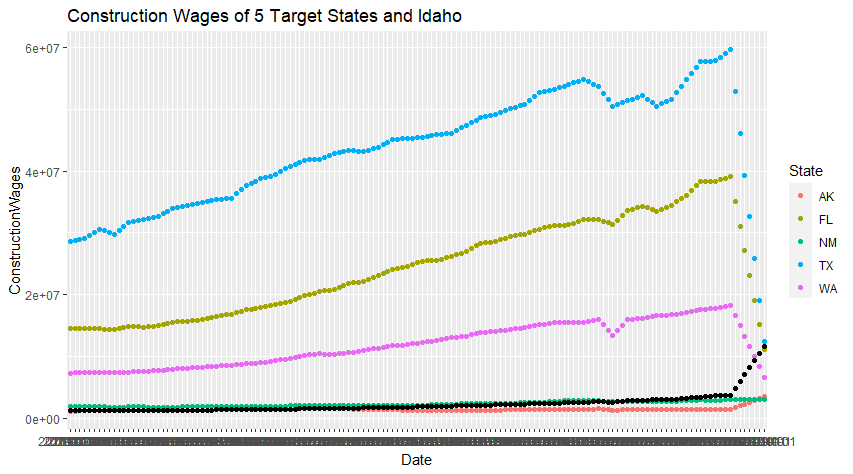 Construction Wages of 5 Target States and Idaho
6e+07
4e+07
2e+07
0e+00
ConstructionWages
Date
State
AK
FL
NM
TX
WA